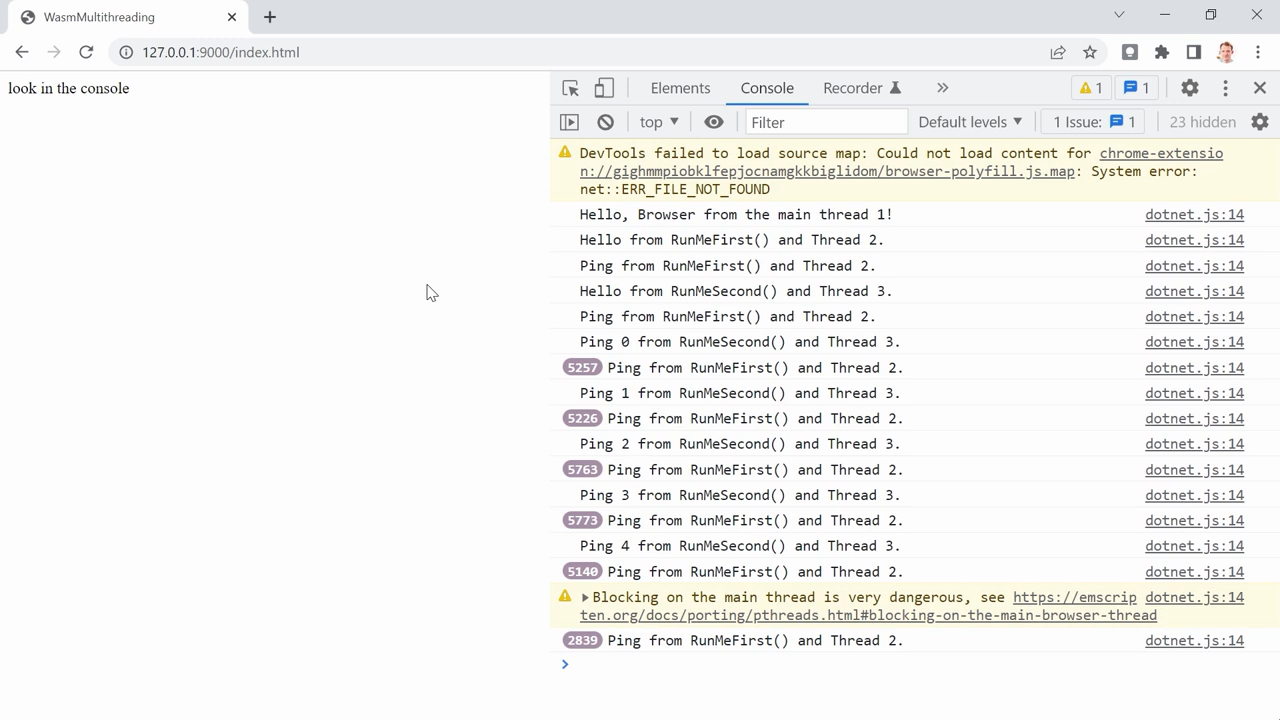 WasmMultithreading
127.0.0.1:9000/index.html
look in the console
Elements Console Recorder 1 1
top Filter Default levels 1 Issue: 1 23 hidden
DevTools failed to load source map: Could not load content for chrome-extensio
n://gighmmpiobklfepjocnamgkkbiglidom/browser-polyfill.js.map: System error:
net::ERR_FILE_NOT_FOUND
Hello, Browser from the main thread 1! dotnet.js:14
Hello from RunMeFirst() and Thread 2. dotnet.js:14
Ping from RunMeFirst() and Thread 2. dotnet.js:14
Hello from RunMeSecond() and Thread 3. dotnet.js:14
Ping from RunMeFirst() and Thread 2. dotnet.js:14
Ping 0 from RunMeSecond() and Thread 3. dotnet.js:14
5257 Ping from RunMeFirst() and Thread 2. dotnet.js:14
Ping 1 from RunMeSecond() and Thread 3. dotnet.js:14
5226 Ping from RunMeFirst() and Thread 2. dotnet.js:14
Ping 2 from RunMeSecond() and Thread 3. dotnet.js:14
5763 Ping from RunMeFirst() and Thread 2. dotnet.js:14
Ping 3 from RunMeSecond() and Thread 3. dotnet.js:14
5773 Ping from RunMeFirst() and Thread 2. dotnet.js:14
Ping 4 from RunMeSecond() and Thread 3. dotnet.js:14
5140 Ping from RunMeFirst() and Thread 2. dotnet.js:14
Blocking on the main thread is very dangerous, see https://emscrip dotnet.js:14
ten.org/docs/porting/pthreads.html#blocking-on-the-main-browser-thread
2839 Ping from RunMeFirst() and Thread 2. dotnet.js:14